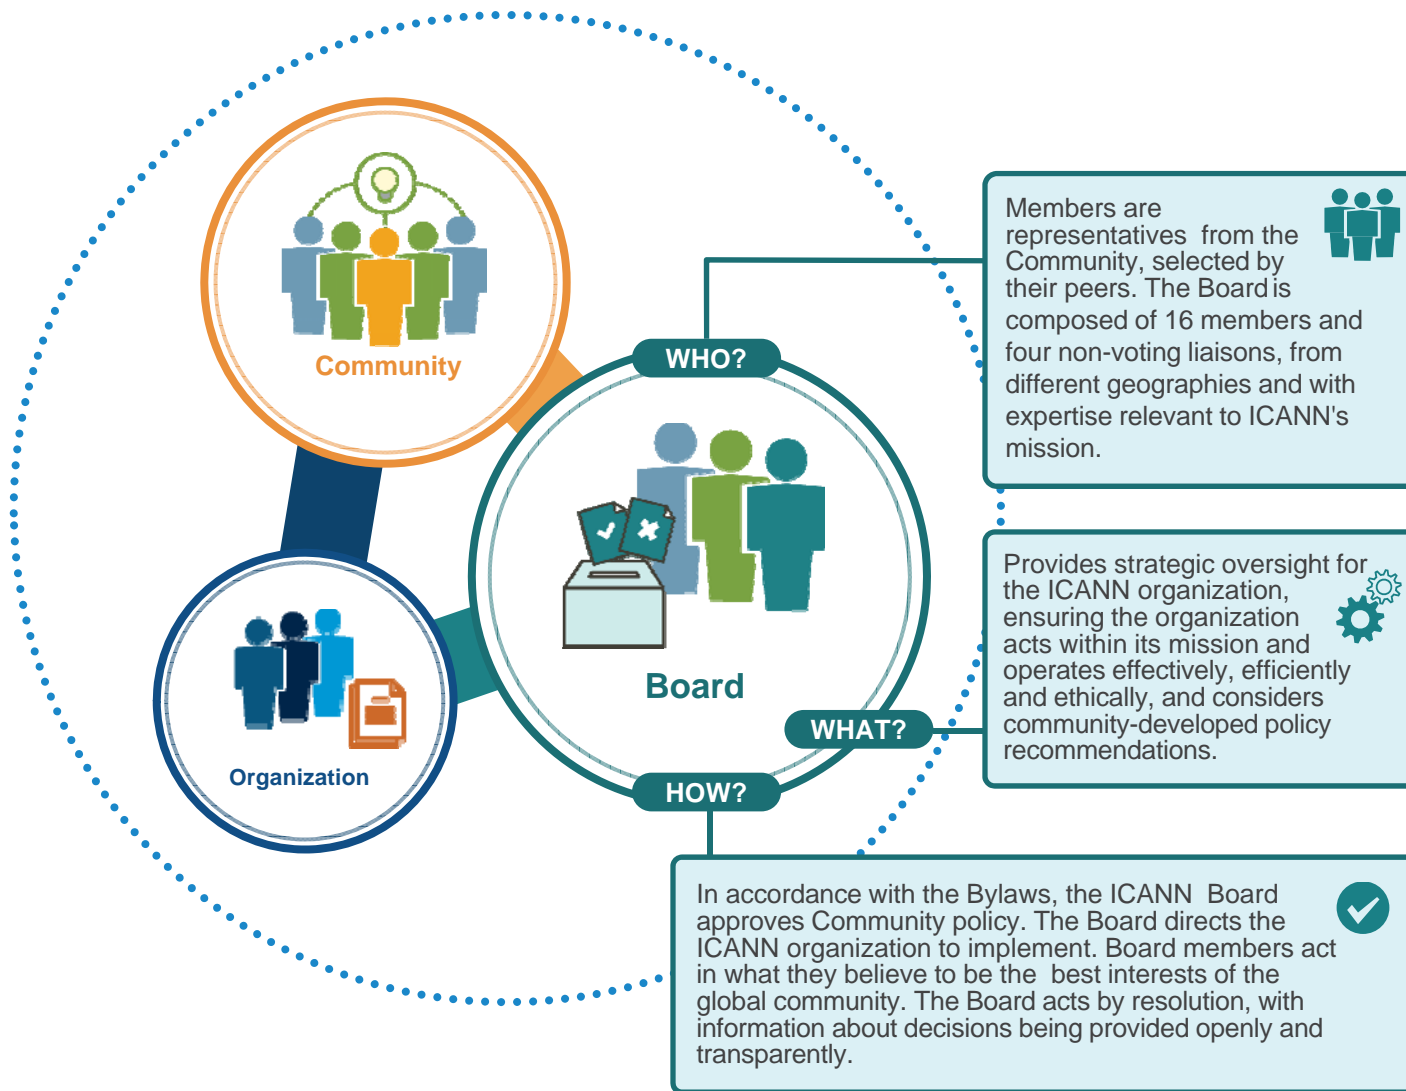 Community
WHO?
Members are
representatives from the
Community, selected by
their peers. The Board is
composed of 16 members and
four non-voting liaisons, from
different geographies and with
expertise relevant to ICANN's
mission.
Board
Organization
WHAT?
Provides strategic oversight for
the ICANN organization,
ensuring the organization
acts within its mission and
operates effectively, efficiently
and ethically, and considers
community-developed policy
recommendations.
HOW?
In accordance with the Bylaws, the ICANN Board
approves Community policy. The Board directs the
ICANN organization to implement. Board members act
in what they believe to be the best interests of the
global community. The Board acts by resolution, with
information about decisions being provided openly and
transparently.